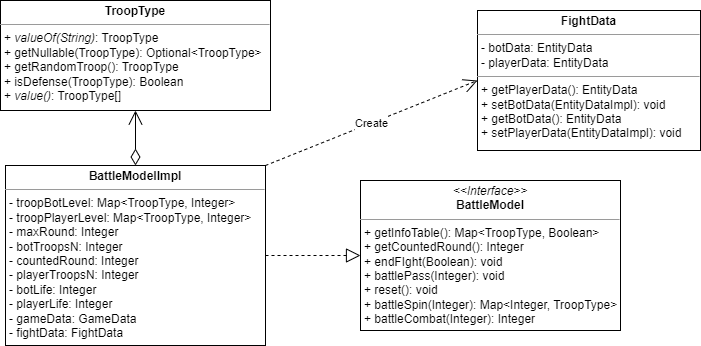 TroopType
+ valueOf(String): TroopType
+ getNullable(TroopType): Optional<TroopType>
+ getRandomTroop(): TroopType
+ isDefense(TroopType): Boolean
+ value(): TroopType[]
FightData
- botData: EntityData
- playerData: EntityData
+ getPlayerData(): EntityData
+ setBotData(EntityDataImpl): void
+ getBotData(): EntityData
+ setPlayerData(EntityDataImpl): void
Create
BattleModelImpl
- troopBotLevel: Map<TroopType, Integer>
- troopPlayerLevel: Map<TroopType, Integer>
- maxRound: Integer
- botTroopsN: Integer
- countedRound: Integer
- playerTroopsN: Integer
- botLife: Integer
- playerLife: Integer
- gameData: GameData
- fightData: FightData
<<Interface>>
BattleModel
+ getInfoTable(): Map<TroopType, Boolean>
+ getCountedRound(): Integer
+ endFIght(Boolean): void
+ battlePass(Integer): void
+ reset(): void
+ battleSpin(Integer): Map<Integer, TroopType>
+ battleCombat(Integer): Integer